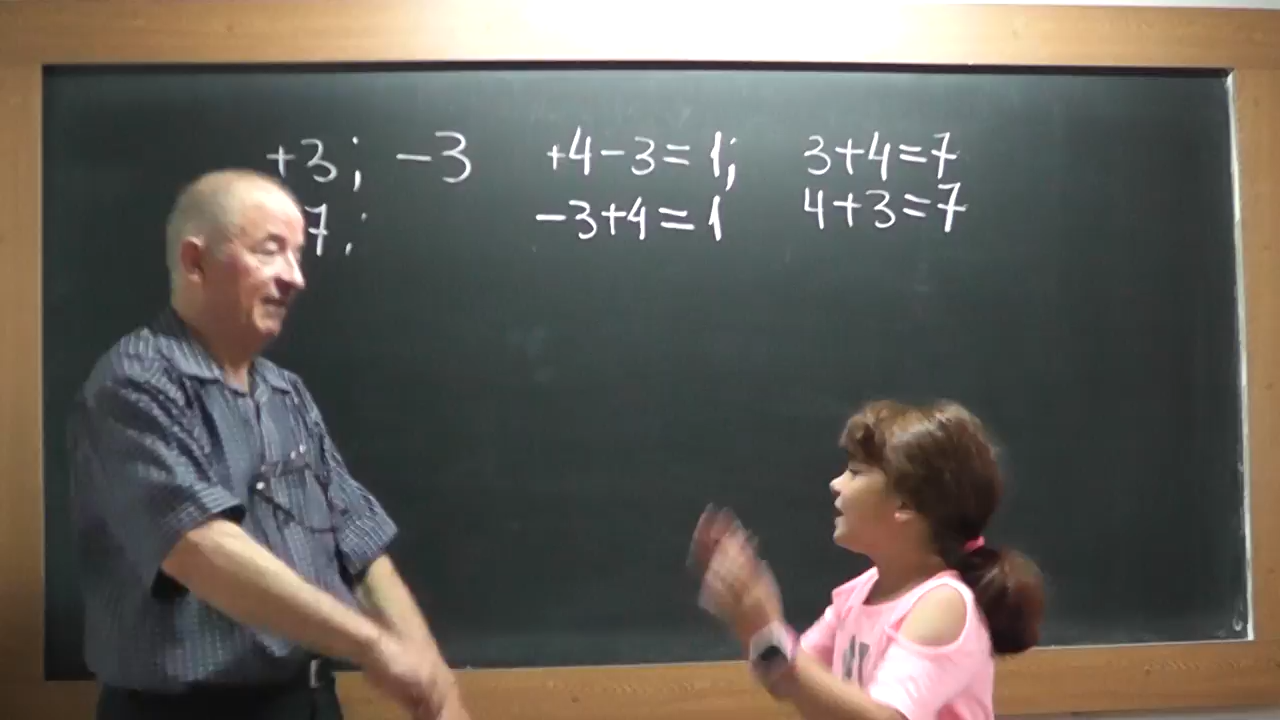 +3; -3 +4-3=1; 3+4=7
7; -3+4=1 4+3=7